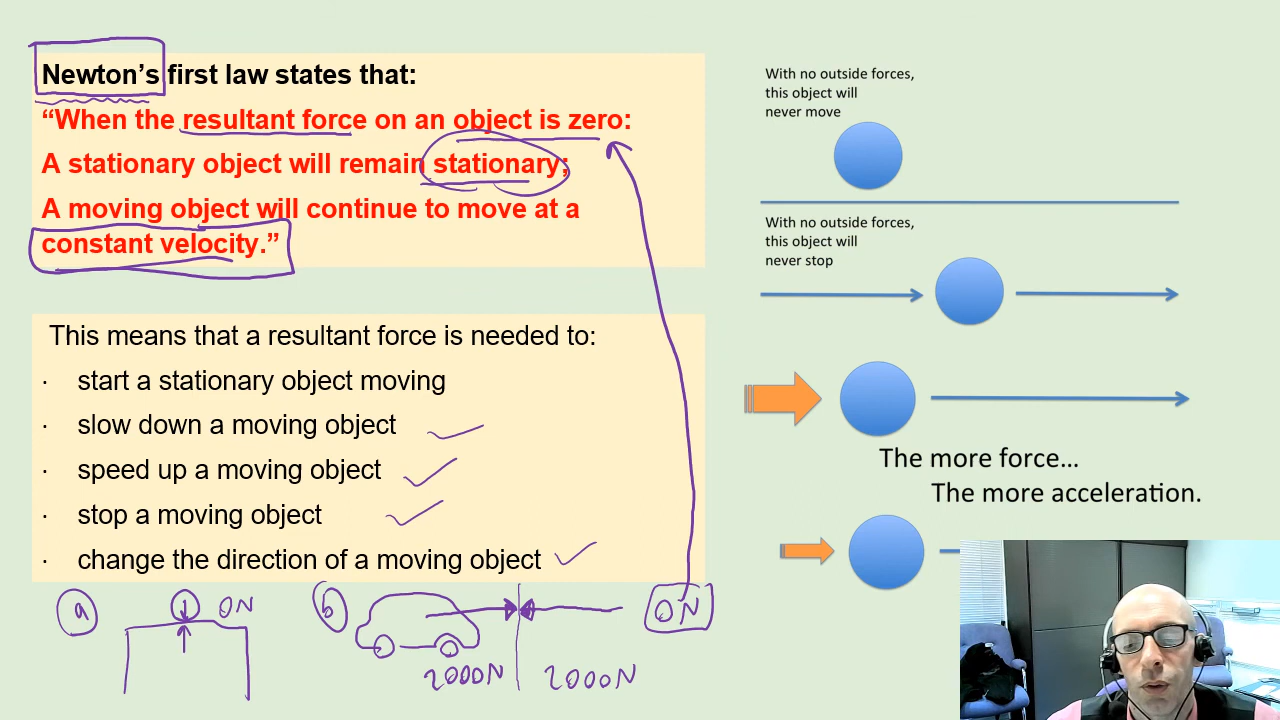 Newton's first law states that:
“When the resultant force on an object is zero:
A stationary object will remain stationary;
A moving object will continue to move at a
constant velocity.”
This means that a resultant force is needed to:
· start a stationary object moving
· slow down a moving object
· speed up a moving object
· stop a moving object
· change the direction of a moving object
a
0N
b
2000N
2000N
0N
With no outside forces,
this object will
never move
With no outside forces,
this object will
never stop
The more force...
The more acceleration.